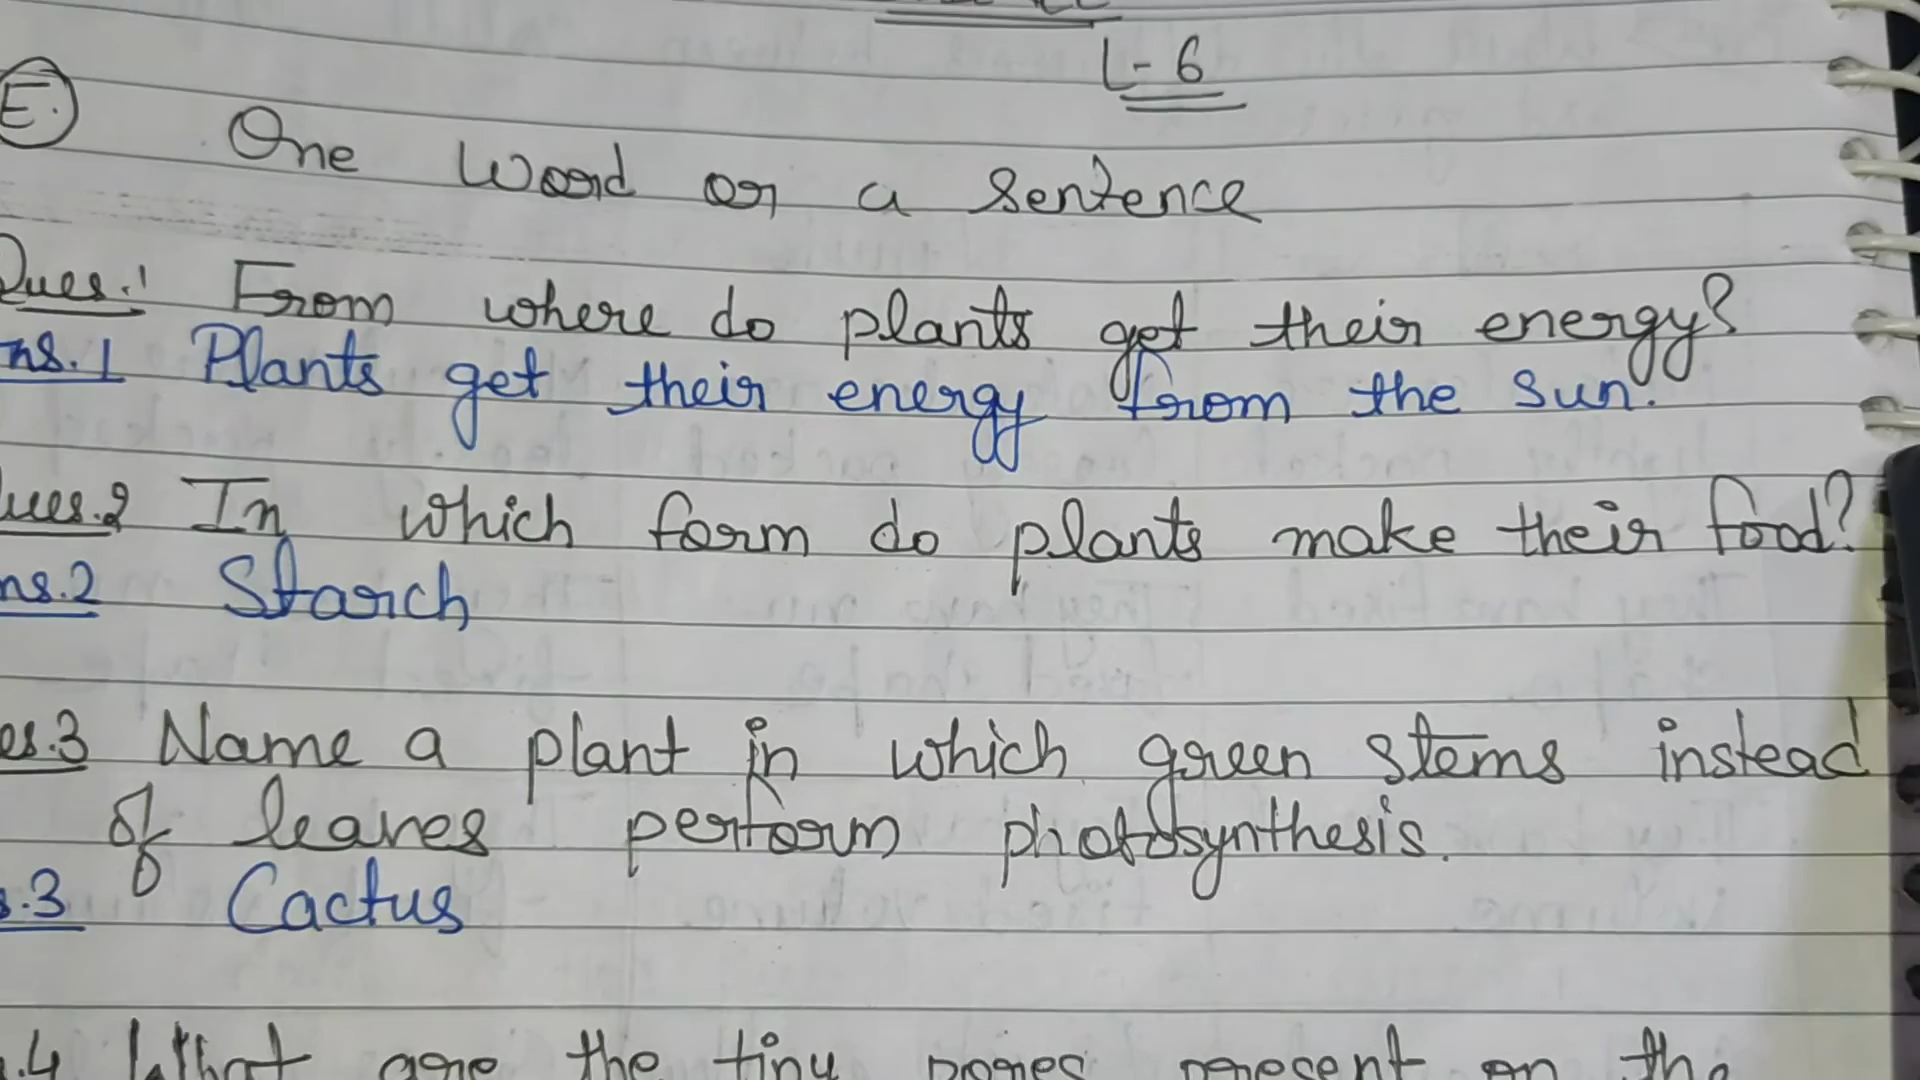 L-6
E. One word or a sentence
Ques.1 From where do plants get their energy?
Ans.1 Plants get their energy from the sun.
Ques.2 In which form do plants make their food?
Ans.2 Starch
Ques.3 Name a plant in which green stems instead
of leaves perform photosynthesis.
Ans.3 Cactus
.4 What are the tiny pores present on the